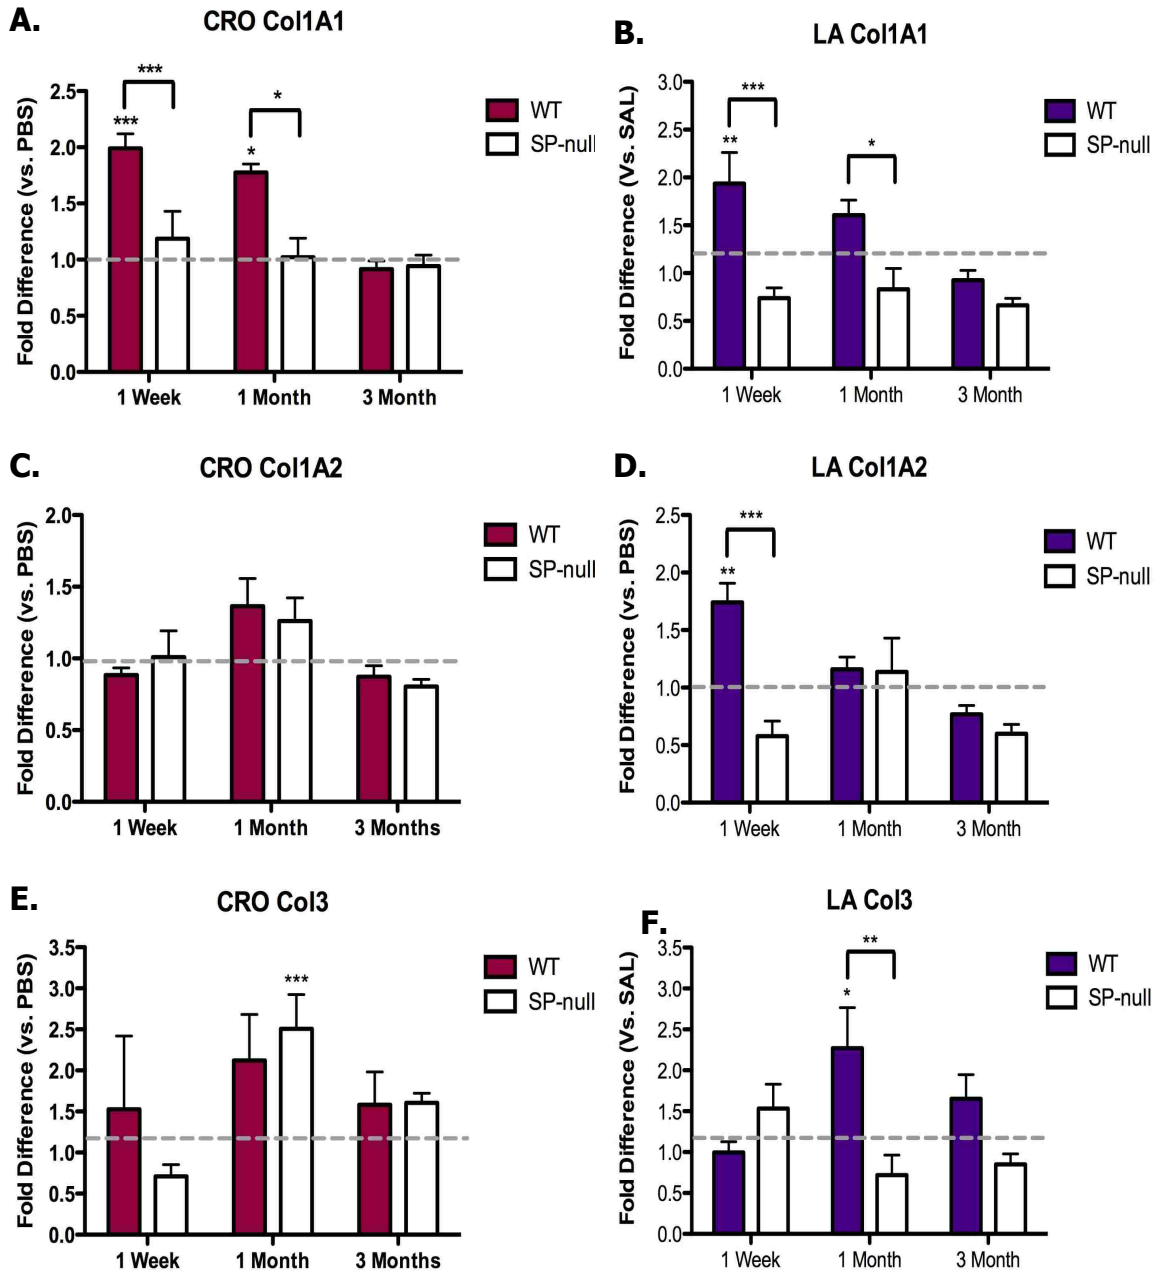 A.
CRO Col1A1
Fold Difference (vs. PBS)
2.5
2.0
1.5
1.0
0.5
0.0
***
***
*
*
WT
SP-null
1 Week
1 Month
3 Month
B.
LA Col1A1
Fold Difference (Vs. SAL)
3.0
2.5
2.0
1.5
1.0
0.5
0.0
***
**
*
WT
SP-null
1 Week
1 Month
3 Month
C.
CRO Col1A2
Fold Difference (vs. PBS)
2.0
1.5
1.0
0.5
0.0
WT
SP-null
1 Week
1 Month
3 Months
D.
LA Col1A2
Fold Difference (vs. PBS)
2.5
2.0
1.5
1.0
0.5
0.0
***
**
WT
SP-null
1 Week
1 Month
3 Month
E.
CRO Col3
Fold Difference (vs. PBS)
3.5
3.0
2.5
2.0
1.5
1.0
0.5
0.0
***
WT
SP-null
1 Week
1 Month
3 Months
F.
LA Col3
Fold Difference (Vs. SAL)
3.5
3.0
2.5
2.0
1.5
1.0
0.5
0.0
**
*
WT
SP-null
1 Week
1 Month
3 Month